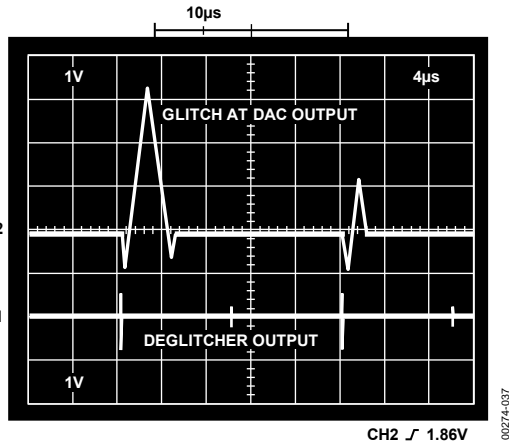 10µs
1V
4µs
GLITCH AT DAC OUTPUT
2
1
DEGLITCHER OUTPUT
1V
CH2 1.86V
00274-037